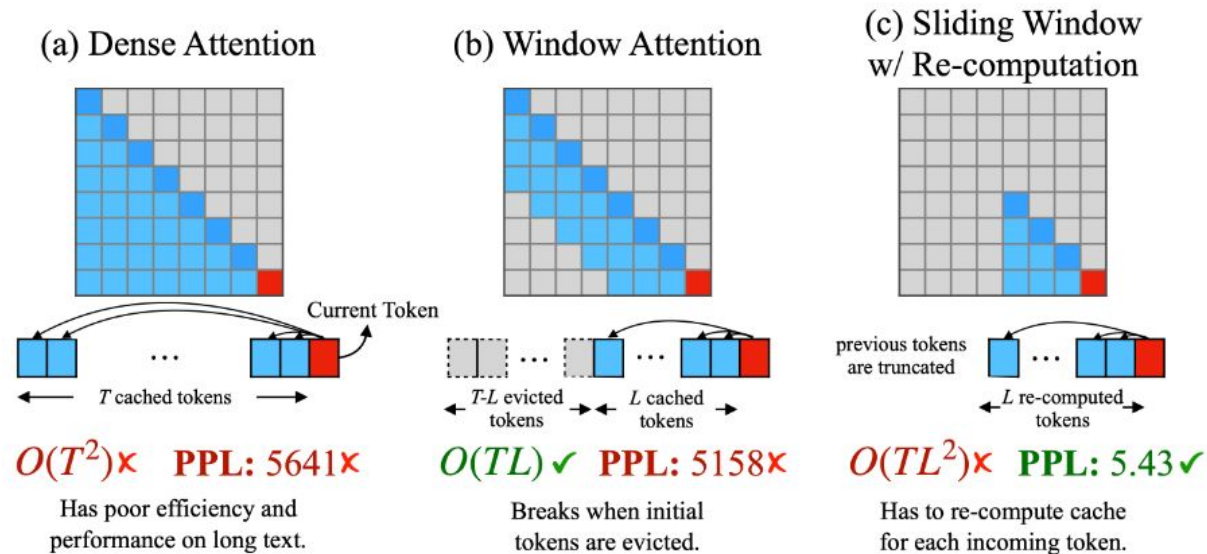 (a) Dense Attention
Current Token
...
T cached tokens
O(T²)✗ PPL: 5641✗
Has poor efficiency and
performance on long text.
(b) Window Attention
... ...
T-L evicted
tokens
L cached
tokens
O(TL) ✓ PPL: 5158✗
Breaks when initial
tokens are evicted.
(c) Sliding Window
w/ Re-computation
previous tokens
are truncated
...
L re-computed
tokens
O(TL²)✗ PPL: 5.43✓
Has to re-compute cache
for each incoming token.